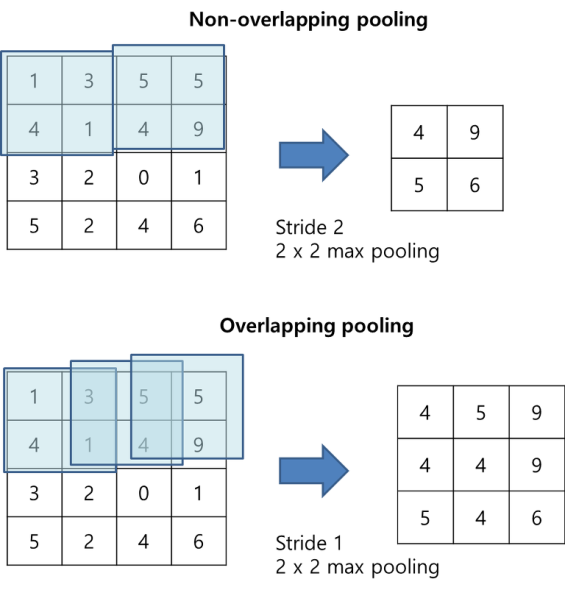 Non-overlapping pooling
1 3 5 5
4 1 4 9
3 2 0 1
5 2 4 6
4 9
5 6
Stride 2
2 x 2 max pooling
Overlapping pooling
1 3 5 5
4 1 4 9
3 2 0 1
5 2 4 6
4 5 9
4 4 9
5 4 6
Stride 1
2 x 2 max pooling